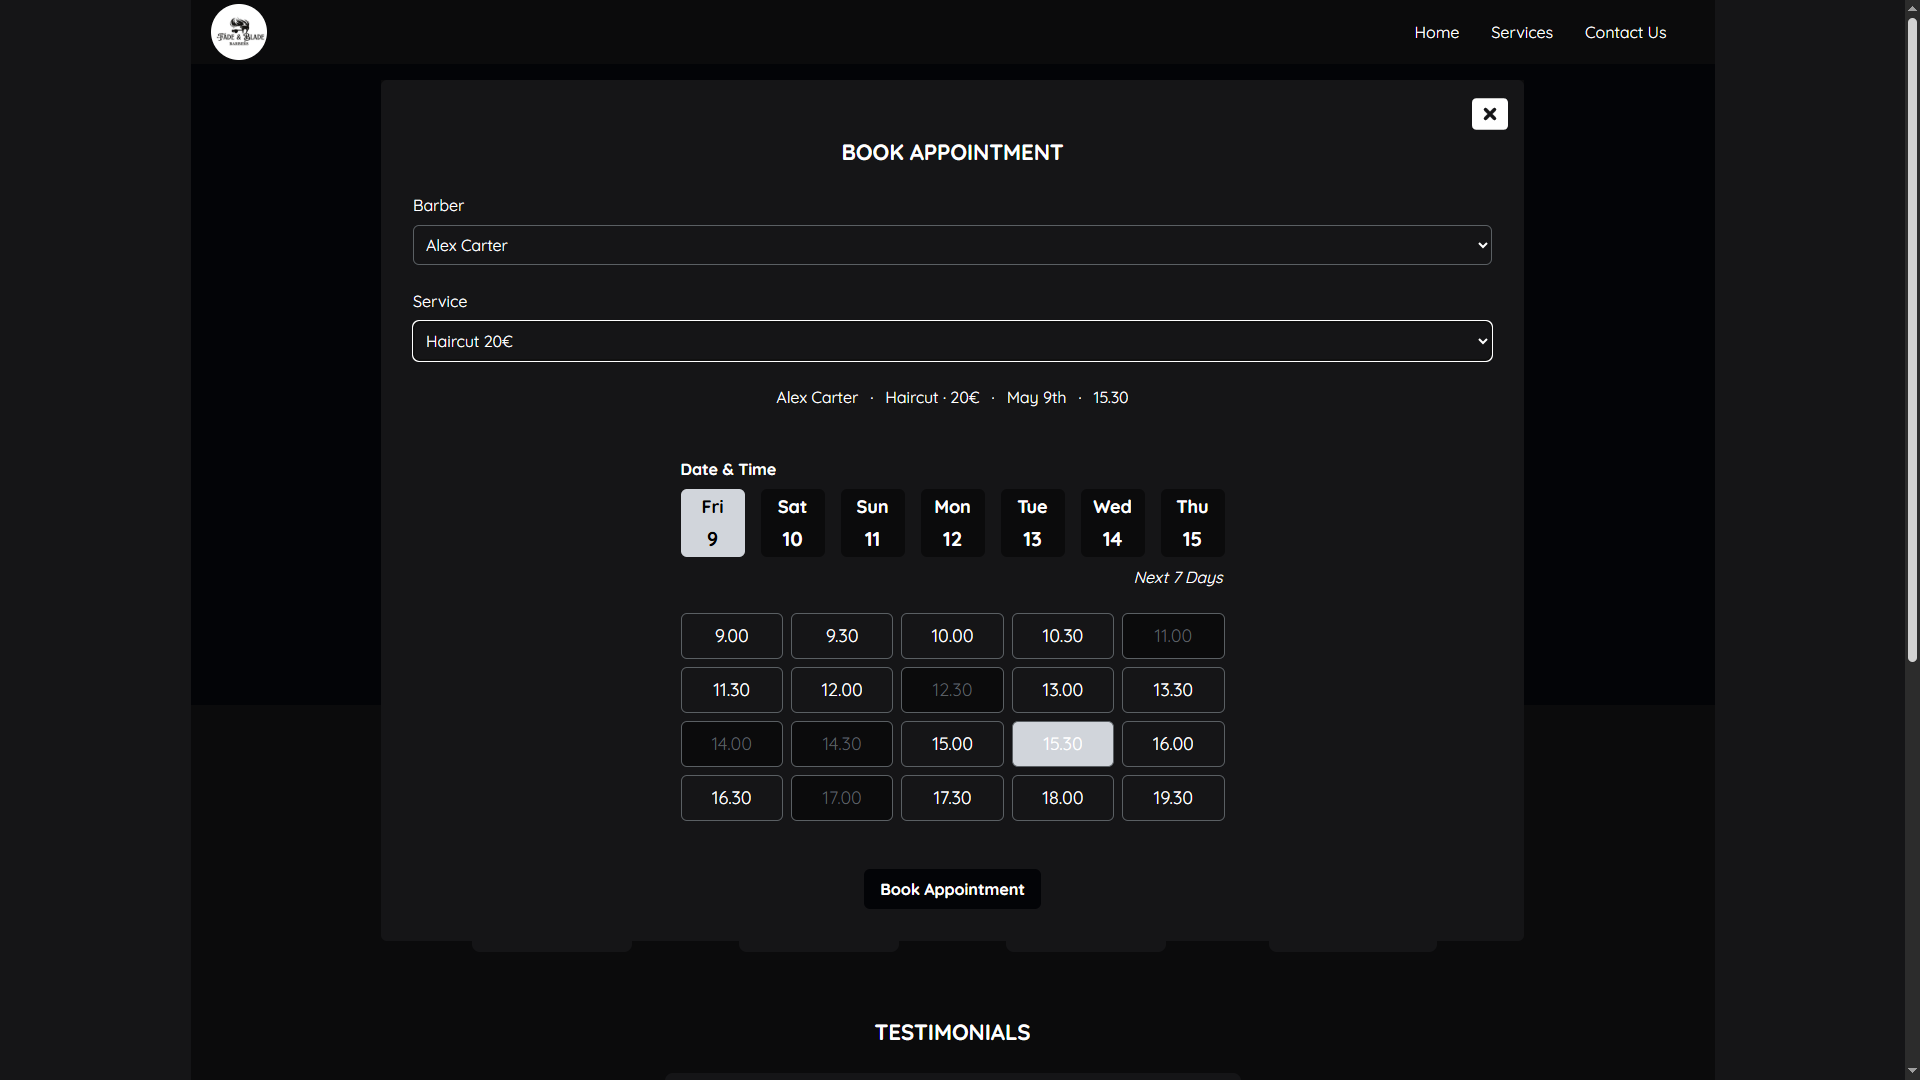 FADE & BLADE
BARBERS
Home Services Contact Us
BOOK APPOINTMENT
Barber
Alex Carter
Service
Haircut 20€
Alex Carter · Haircut · 20€ · May 9th · 15.30
Date & Time
Fri Sat Sun Mon Tue Wed Thu
9 10 11 12 13 14 15
Next 7 Days
9.00 9.30 10.00 10.30 11.00
11.30 12.00 12.30 13.00 13.30
14.00 14.30 15.00 15.30 16.00
16.30 17.00 17.30 18.00 19.30
Book Appointment
TESTIMONIALS